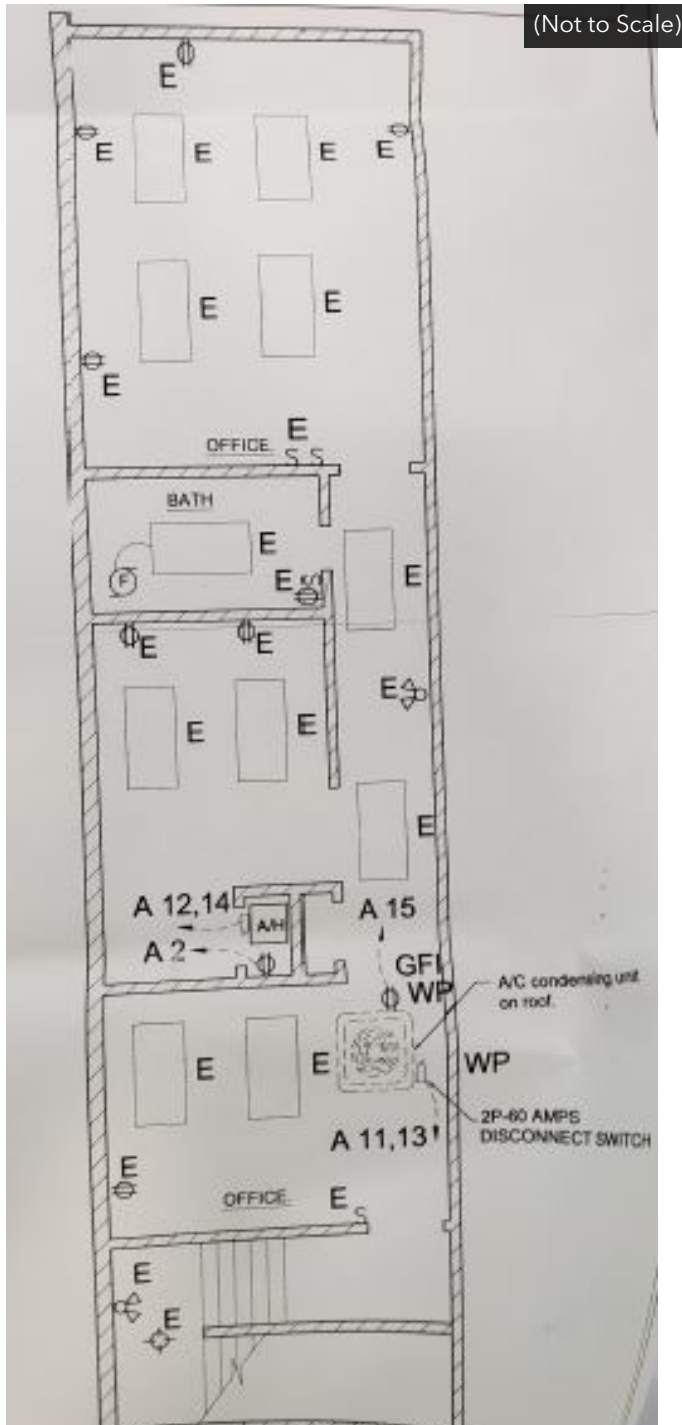 (Not to Scale)
E
E
E
E
E
E
E
E
E
OFFICE
S S
BATH
E
F
E
S
E
E
E
E
E
E
E
A 12,14
A/H
A 15
A 2
GFI
WP
A/C condensing unit
on roof.
E
E
WP
2P-60 AMPS
DISCONNECT SWITCH
A 11,13
E
OFFICE
E
S
E
E